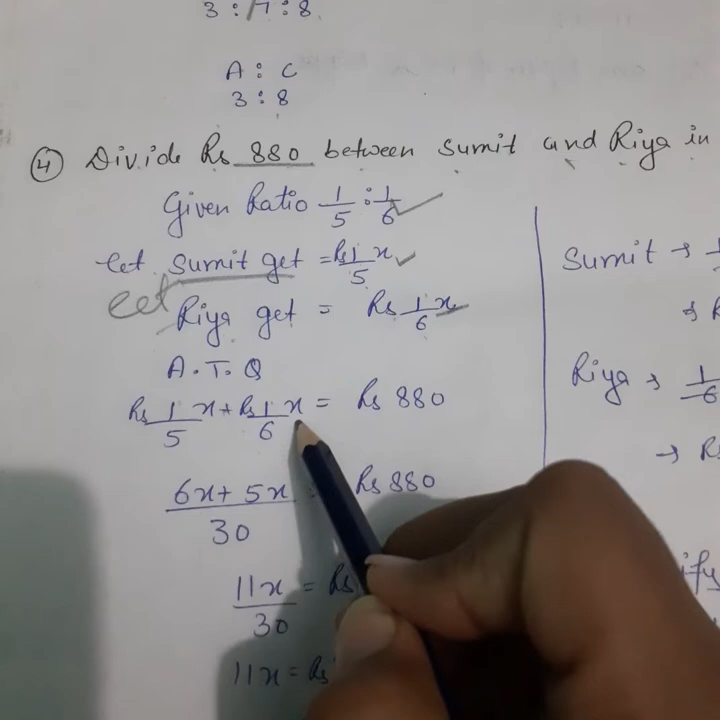 3 : 7 : 8
A : C
3 : 8
④ Divide Rs 880 between Sumit and Riya in
Given Ratio 1/5 : 1/6
let Sumit get = Rs 1/5 x
let Riya get = Rs 1/6 x
A.T.Q
Rs 1/5 x + Rs 1/6 x = Rs 880
6x + 5x / 30 = Rs 880
11x / 30 = Rs
11x = Rs
Sumit →
Riya → 1/6
→ Rs